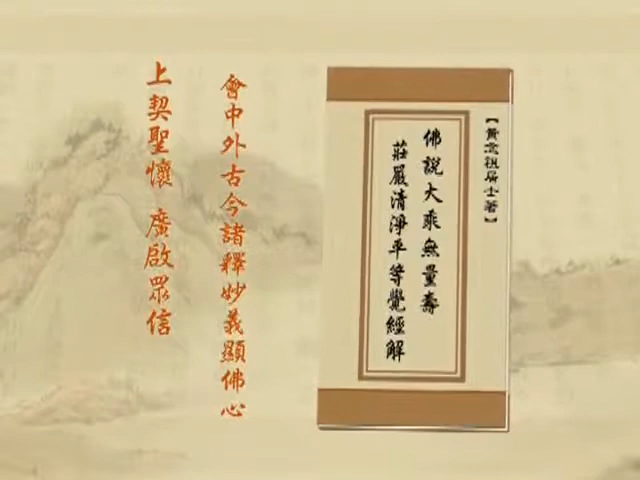 【黃念祖居士著】
佛說大乘無量壽
莊嚴清淨平等覺經解
會中外古今諸釋妙義顯佛心
上契聖懷 廣啟眾信